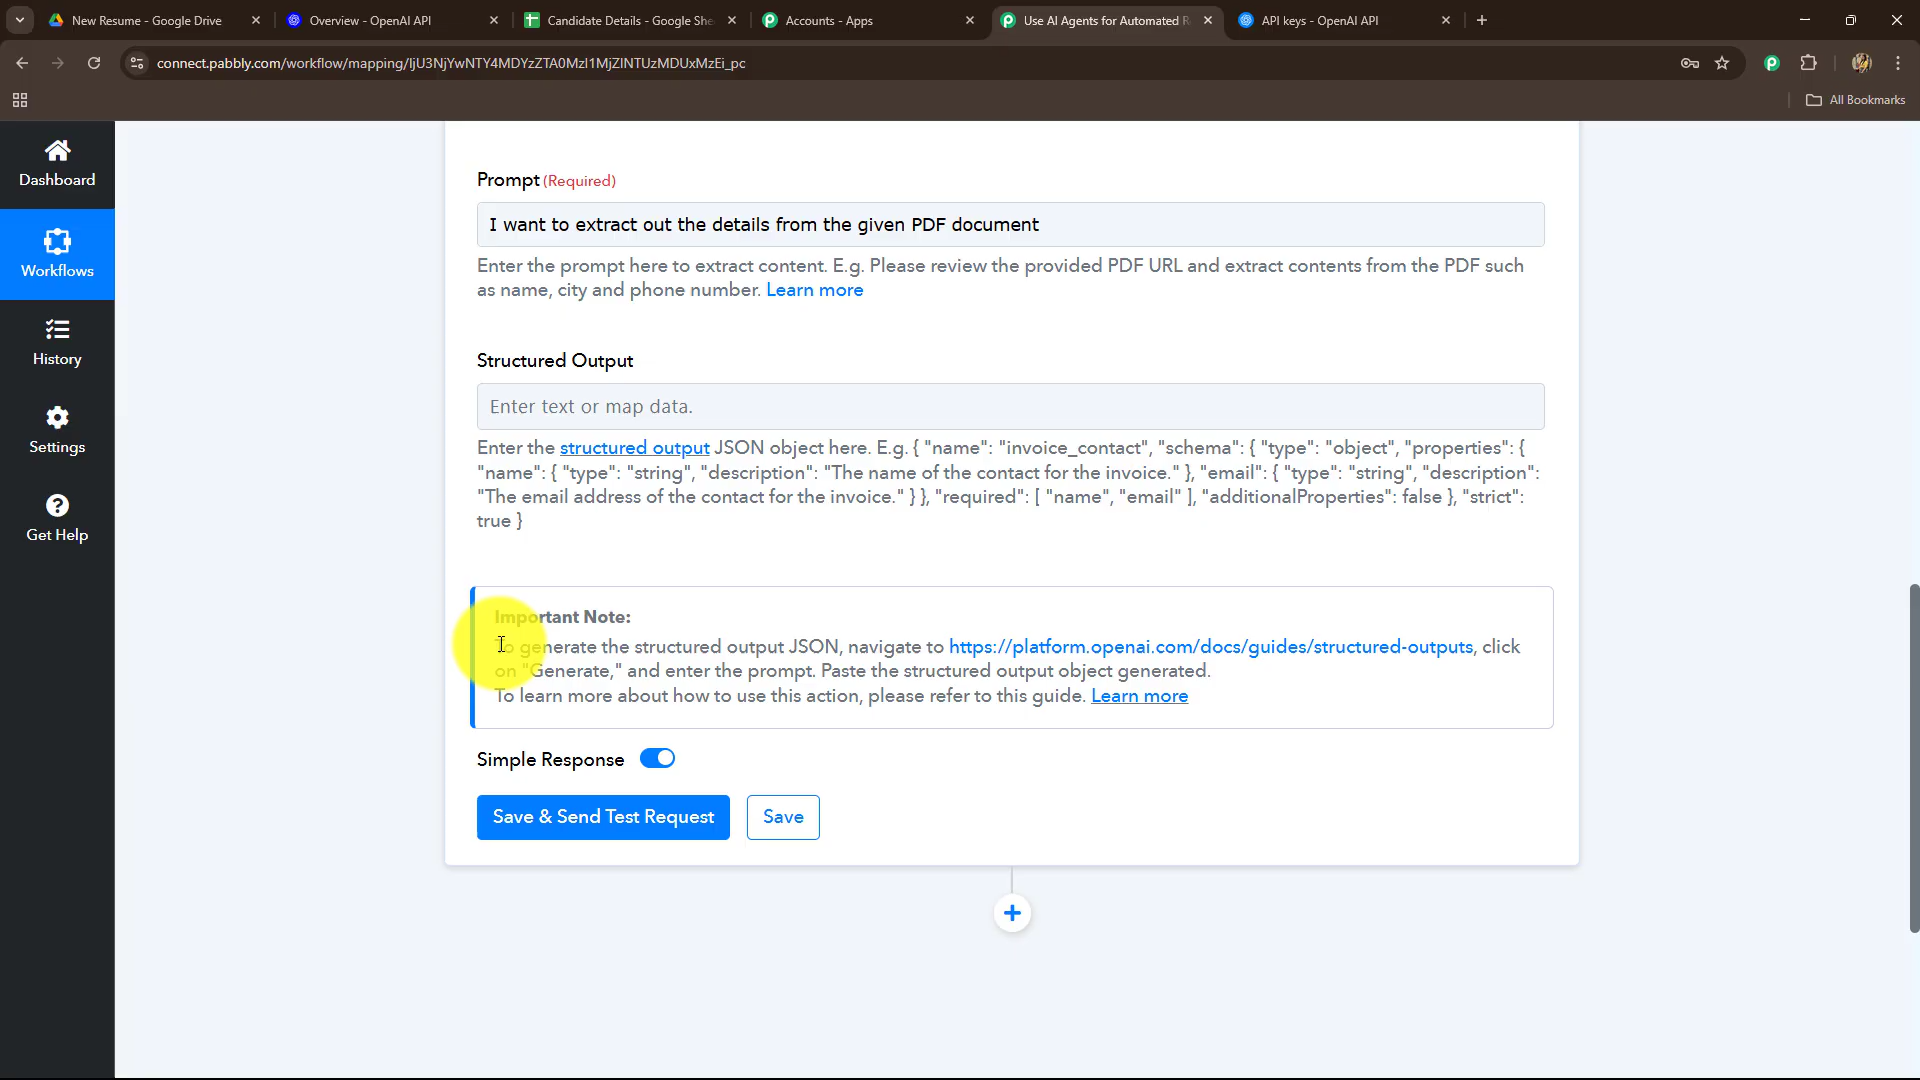 New Resume - Google Drive
Overview - OpenAI API
Candidate Details - Google She
Accounts - Apps
Use AI Agents for Automated R
API keys - OpenAI API
connect.pabbly.com/workflow/mapping/IjU3NjYwNTY4MDYzZTA0MzI1MjZlNTUzMDUxMzEi_pc
All Bookmarks
Dashboard
Workflows
History
Settings
Get Help
Prompt (Required)
I want to extract out the details from the given PDF document
Enter the prompt here to extract content. E.g. Please review the provided PDF URL and extract contents from the PDF such
as name, city and phone number. Learn more
Structured Output
Enter text or map data.
Enter the structured output JSON object here. E.g. { "name": "invoice_contact", "schema": { "type": "object", "properties": {
"name": { "type": "string", "description": "The name of the contact for the invoice." }, "email": { "type": "string", "description":
"The email address of the contact for the invoice." } }, "required": [ "name", "email" ], "additionalProperties": false }, "strict":
true }
Important Note:
To generate the structured output JSON, navigate to https://platform.openai.com/docs/guides/structured-outputs, click
on "Generate," and enter the prompt. Paste the structured output object generated.
To learn more about how to use this action, please refer to this guide. Learn more
Simple Response
Save & Send Test Request
Save